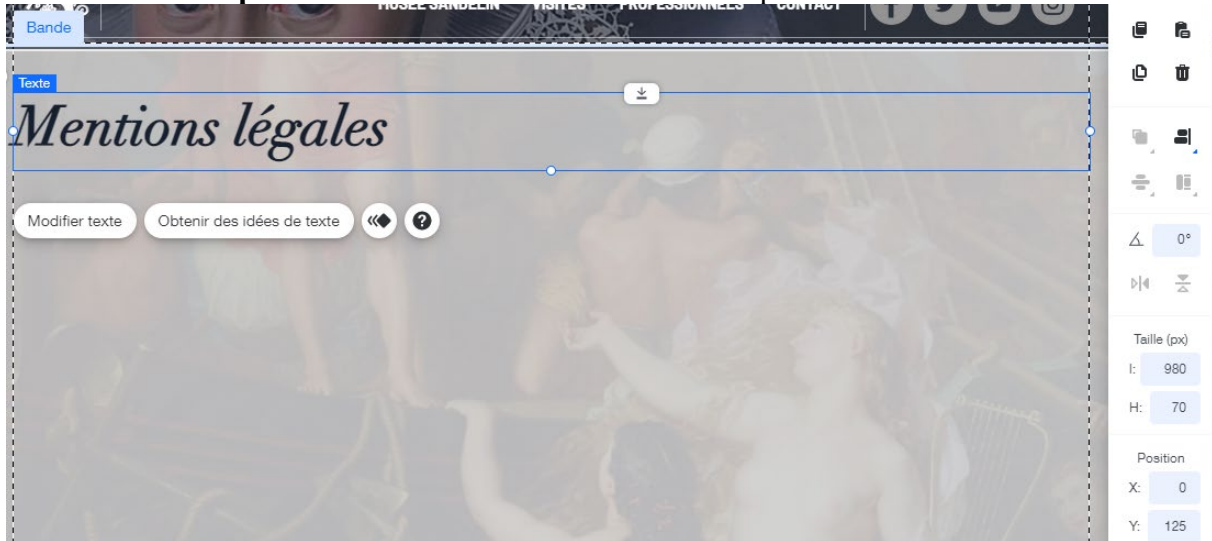 MUSÉE SANDELIN VISITES PROFESSIONNELS CONTACT
Bande
Texte
Mentions légales
Modifier texte Obtenir des idées de texte ?
0°
Taille (px)
l: 980
H: 70
Position
X: 0
Y: 125